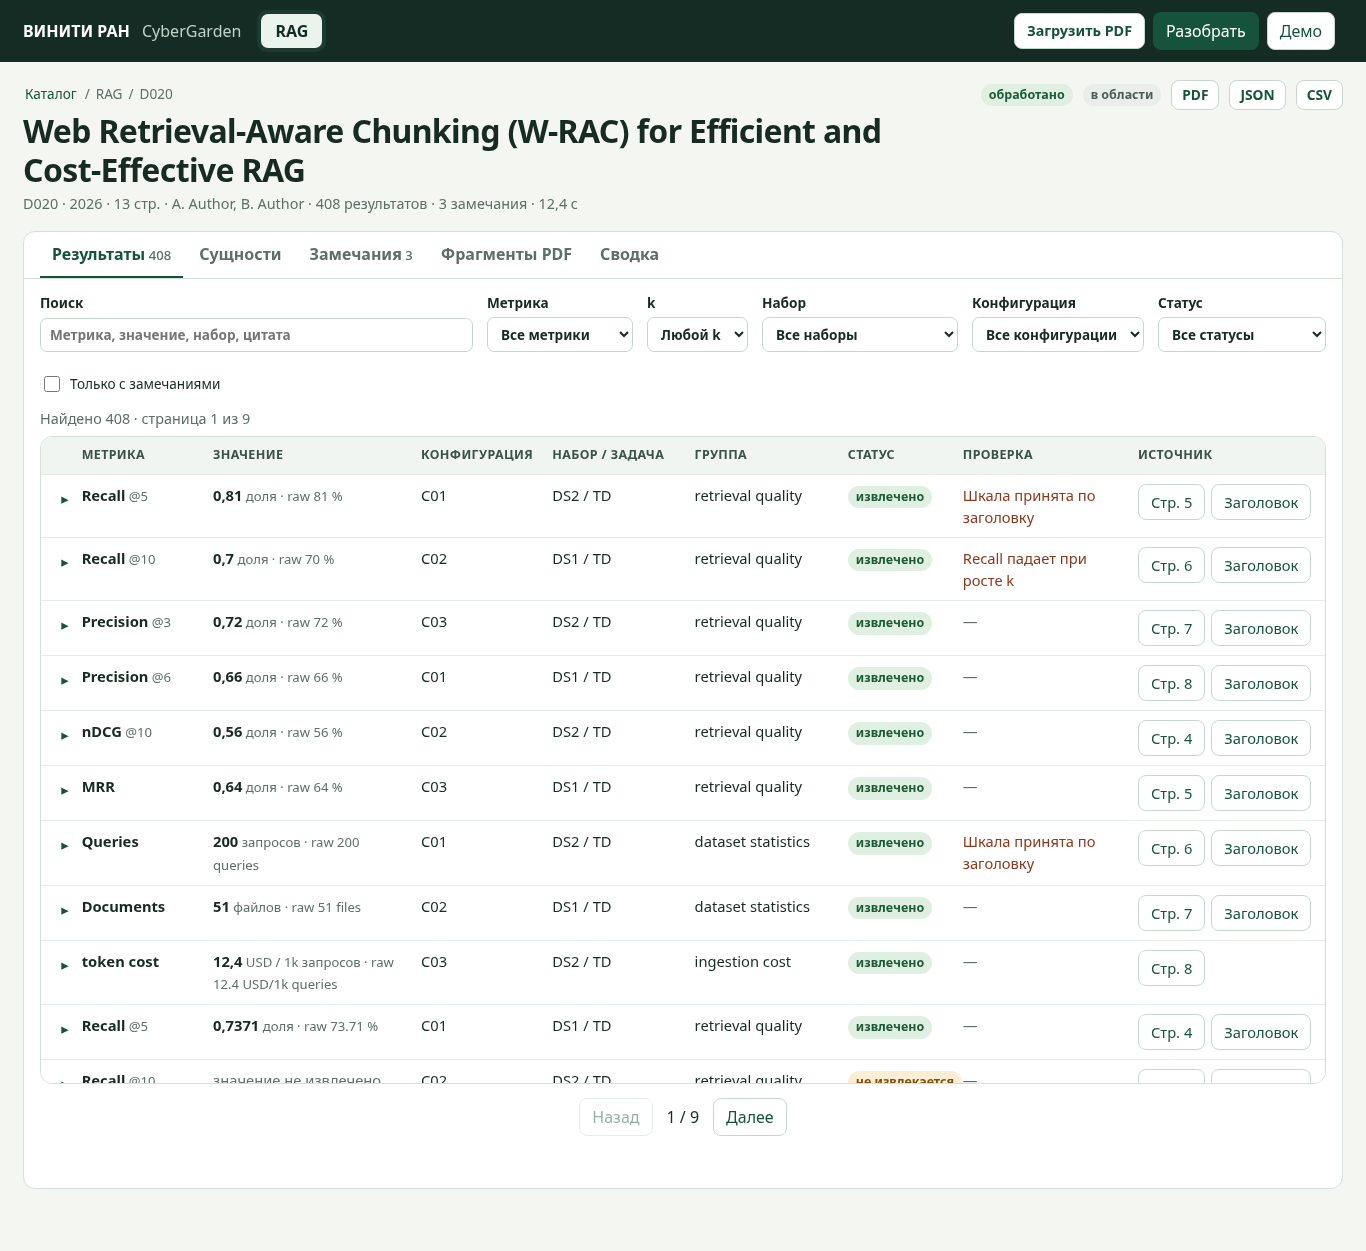 ВИНИТИ РАН CyberGarden RAG Загрузить PDF Разобрать Демо
Каталог / RAG / D020 обработано в области PDF JSON CSV
Web Retrieval-Aware Chunking (W-RAC) for Efficient and
Cost-Effective RAG
D020 · 2026 · 13 стр. · A. Author, B. Author · 408 результатов · 3 замечания · 12,4 с
Результаты 408 Сущности Замечания 3 Фрагменты PDF Сводка
Поиск Метрика k Набор Конфигурация Статус
Метрика, значение, набор, цитата Все метрики Любой k Все наборы Все конфигурации Все статусы
Только с замечаниями
Найдено 408 · страница 1 из 9
МЕТРИКА ЗНАЧЕНИЕ КОНФИГУРАЦИЯ НАБОР / ЗАДАЧА ГРУППА СТАТУС ПРОВЕРКА ИСТОЧНИК
▸ Recall @5 0,81 доля · raw 81 % C01 DS2 / TD retrieval quality извлечено Шкала принята по Стр. 5 Заголовок
заголовку
▸ Recall @10 0,7 доля · raw 70 % C02 DS1 / TD retrieval quality извлечено Recall падает при Стр. 6 Заголовок
росте k
▸ Precision @3 0,72 доля · raw 72 % C03 DS2 / TD retrieval quality извлечено — Стр. 7 Заголовок
▸ Precision @6 0,66 доля · raw 66 % C01 DS1 / TD retrieval quality извлечено — Стр. 8 Заголовок
▸ nDCG @10 0,56 доля · raw 56 % C02 DS2 / TD retrieval quality извлечено — Стр. 4 Заголовок
▸ MRR 0,64 доля · raw 64 % C03 DS1 / TD retrieval quality извлечено — Стр. 5 Заголовок
▸ Queries 200 запросов · raw 200 C01 DS2 / TD dataset statistics извлечено Шкала принята по Стр. 6 Заголовок
queries заголовку
▸ Documents 51 файлов · raw 51 files C02 DS1 / TD dataset statistics извлечено — Стр. 7 Заголовок
▸ token cost 12,4 USD / 1k запросов · raw C03 DS2 / TD ingestion cost извлечено — Стр. 8
12.4 USD/1k queries
▸ Recall @5 0,7371 доля · raw 73.71 % C01 DS1 / TD retrieval quality извлечено — Стр. 4 Заголовок
Recall @10 значение не извлечено C02 DS2 / TD retrieval quality не извлекается —
Назад 1 / 9 Далее